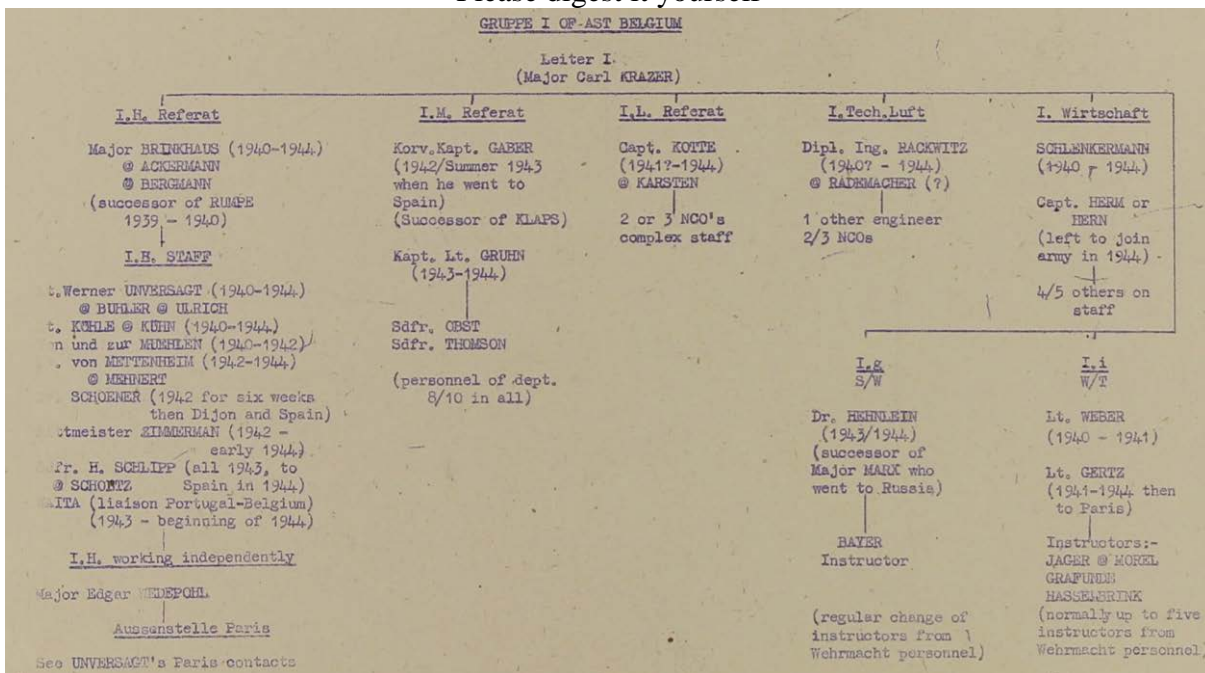 Please digest it yourself
GRUPPE I OF AST BELGIUM
Leiter I.
(Major Carl KRAZER)
I.H. Referat
Major BRINKHAUS (1940-1944)
@ ACKERMANN
@ BERGMANN
(successor of RUMPE
1939 - 1940)
I.H. STAFF
t.Werner UNVERSAGT (1940-1944)
@ BUHLER @ ULRICH
t. KÖHLE @ KÜHN (1940-1944)
n und zur MUEHLEN (1940-1942)
. von METTENHEIM (1942-1944)
@ MEHNERT
SCHOENER (1942 for six weeks
then Dijon and Spain)
tmeister ZIMMERMAN (1942 -
early 1944)
fr. H. SCHLIPP (all 1943, to
@ SCHOLTZ Spain in 1944)
(liaison Portugal-Belgium)
(1943 - beginning of 1944)
I.H. working independently
Major Edgar WEDEPOHL
Aussenstelle Paris
See UNVERSAGT's Paris contacts
I.M. Referat
Korv.Kapt. GABER
(1942/Summer 1943
when he went to
Spain)
(Successor of KLAPS)
Kapt. Lt. GRUHN
(1943-1944)
Sdfr. OBST
Sdfr. THOMSON
(personnel of dept.
8/10 in all)
I.L. Referat
Capt. KOTTE
(1941?-1944)
@ KARSTEN
2 or 3 NCO's
complex staff
I.Tech.Luft
Dipl. Ing. RACKWITZ
(1940? - 1944)
@ RADEMACHER (?)
1 other engineer
2/3 NCOs
I. Wirtschaft
SCHLENKERMANN
(1940 - 1944)
Capt. HERM or
HERN
(left to join
army in 1944)
4/5 others on
staff
I.g
S/W
Dr. HEHNLEIN
(1943/1944)
(successor of
Major MARX who
went to Russia)
BAYER
Instructor
(regular change of
instructors from
Wehrmacht personnel)
I.i
W/T
Lt. WEBER
(1940 - 1941)
Lt. GERTZ
(1941-1944 then
to Paris)
Instructors:-
JAGER @ MOREL
GRAFUNDE
HASSELBRINK
(normally up to five
instructors from
Wehrmacht personnel)